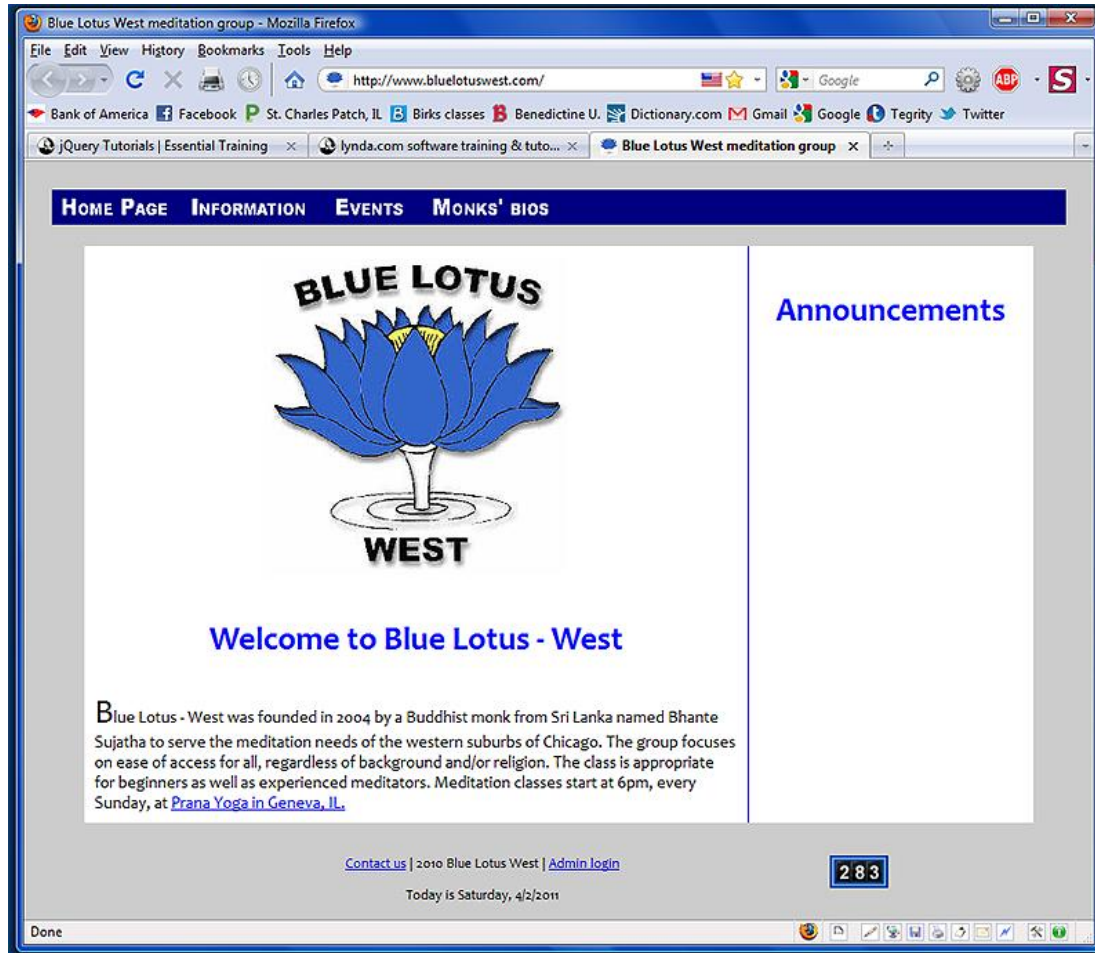 Blue Lotus West meditation group - Mozilla Firefox
File Edit View History Bookmarks Tools Help
http://www.bluelotuswest.com/ Google ABP S
Bank of America Facebook St. Charles Patch, IL Birks classes Benedictine U. Dictionary.com Gmail Google Tegrity Twitter
jQuery Tutorials | Essential Training lynda.com software training & tuto... Blue Lotus West meditation group
Home Page Information Events Monks' bios
BLUE LOTUS
WEST
Announcements
Welcome to Blue Lotus - West
Blue Lotus - West was founded in 2004 by a Buddhist monk from Sri Lanka named Bhante
Sujatha to serve the meditation needs of the western suburbs of Chicago. The group focuses
on ease of access for all, regardless of background and/or religion. The class is appropriate
for beginners as well as experienced meditators. Meditation classes start at 6pm, every
Sunday, at Prana Yoga in Geneva, IL.
Contact us | 2010 Blue Lotus West | Admin login
283
Today is Saturday, 4/2/2011
Done